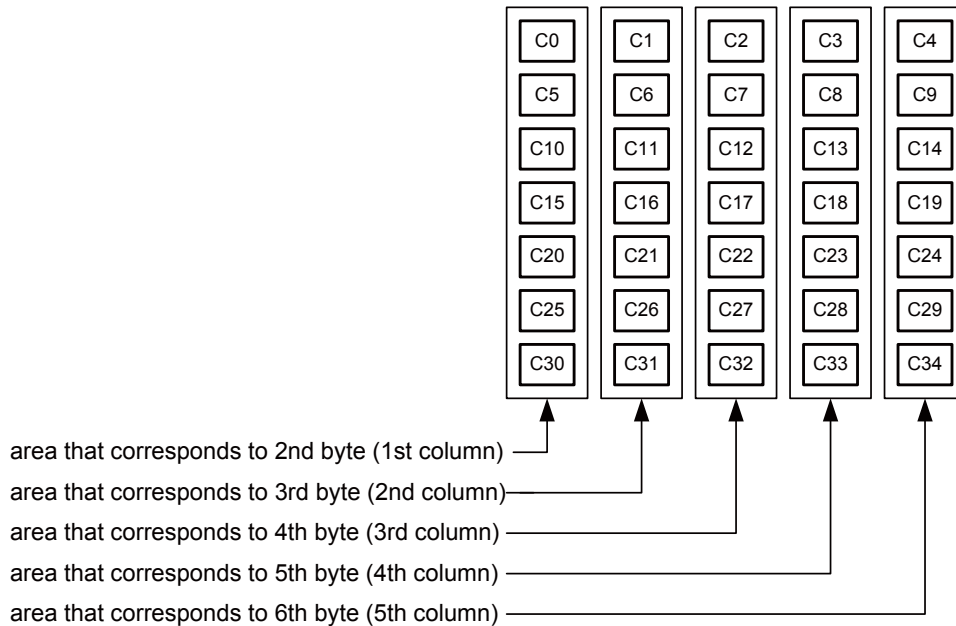 C0 C1 C2 C3 C4
C5 C6 C7 C8 C9
C10 C11 C12 C13 C14
C15 C16 C17 C18 C19
C20 C21 C22 C23 C24
C25 C26 C27 C28 C29
C30 C31 C32 C33 C34
area that corresponds to 2nd byte (1st column)
area that corresponds to 3rd byte (2nd column)
area that corresponds to 4th byte (3rd column)
area that corresponds to 5th byte (4th column)
area that corresponds to 6th byte (5th column)